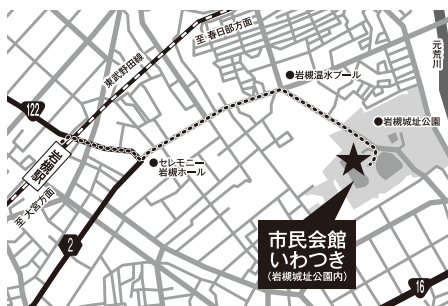 至春日部方面
東武野田線
元荒川
●岩槻温水プール
122
●岩槻城址公園
岩槻駅
●セレモニー
岩槻ホール
至大宮方面
2
市民会館
いわつき
(岩槻城址公園内)
16